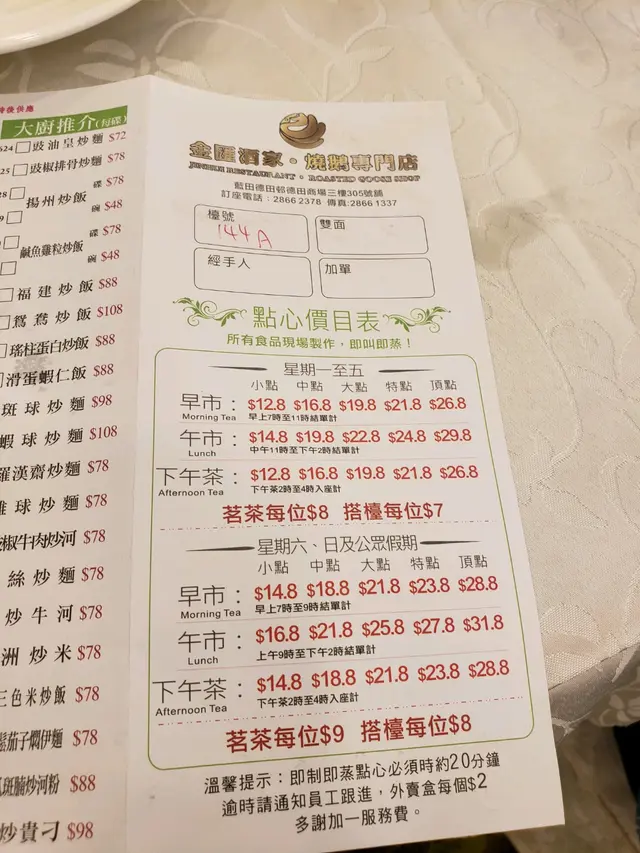 時後供應
大廚推介(每碟)
624 豉油皇炒麵 $72
25 豉椒排骨炒麵 $78
28 揚州炒飯 碟 $78
9 碗 $48
鹹魚雞粒炒飯 碟 $78
碗 $48
福建炒飯 $88
鴛鴦炒飯 $108
瑤柱蛋白炒飯 $88
滑蛋蝦仁飯 $88
斑球炒麵 $98
蝦球炒麵 $108
羅漢齋炒麵 $78
球炒麵 $78
椒牛肉炒河 $78
絲炒麵 $78
炒牛河 $78
洲炒米 $78
三色米炒飯 $78
茄子燜伊麵 $78
斑腩炒河粉 $88
炒貴刁 $98
金匯酒家・燒鵝專門店
RESTAURANT・ROASTED GOOSE SHOP
藍田德田邨德田商場三樓305號舖
訂座電話：2866 2378 傳真:2866 1337
檯號
144A
雙面
經手人
加單
點心價目表
所有食品現場製作，即叫即蒸！
星期一至五
小點 中點 大點 特點 頂點
早市： $12.8 $16.8 $19.8 $21.8 $26.8
Morning Tea 早上7時至11時結單計
午市： $14.8 $19.8 $22.8 $24.8 $29.8
Lunch 中午11時至下午2時結單計
下午茶： $12.8 $16.8 $19.8 $21.8 $26.8
Afternoon Tea 下午茶2時至4時入座計
茗茶每位$8 搭檯每位$7
星期六、日及公眾假期
小點 中點 大點 特點 頂點
早市： $14.8 $18.8 $21.8 $23.8 $28.8
Morning Tea 早上7時至9時結單計
午市： $16.8 $21.8 $25.8 $27.8 $31.8
Lunch 上午9時至下午2時結單計
下午茶： $14.8 $18.8 $21.8 $23.8 $28.8
Afternoon Tea 下午茶2時至4時入座計
茗茶每位$9 搭檯每位$8
溫馨提示：即制即蒸點心必須時約20分鐘
逾時請通知員工跟進，外賣盒每個$2
多謝加一服務費。